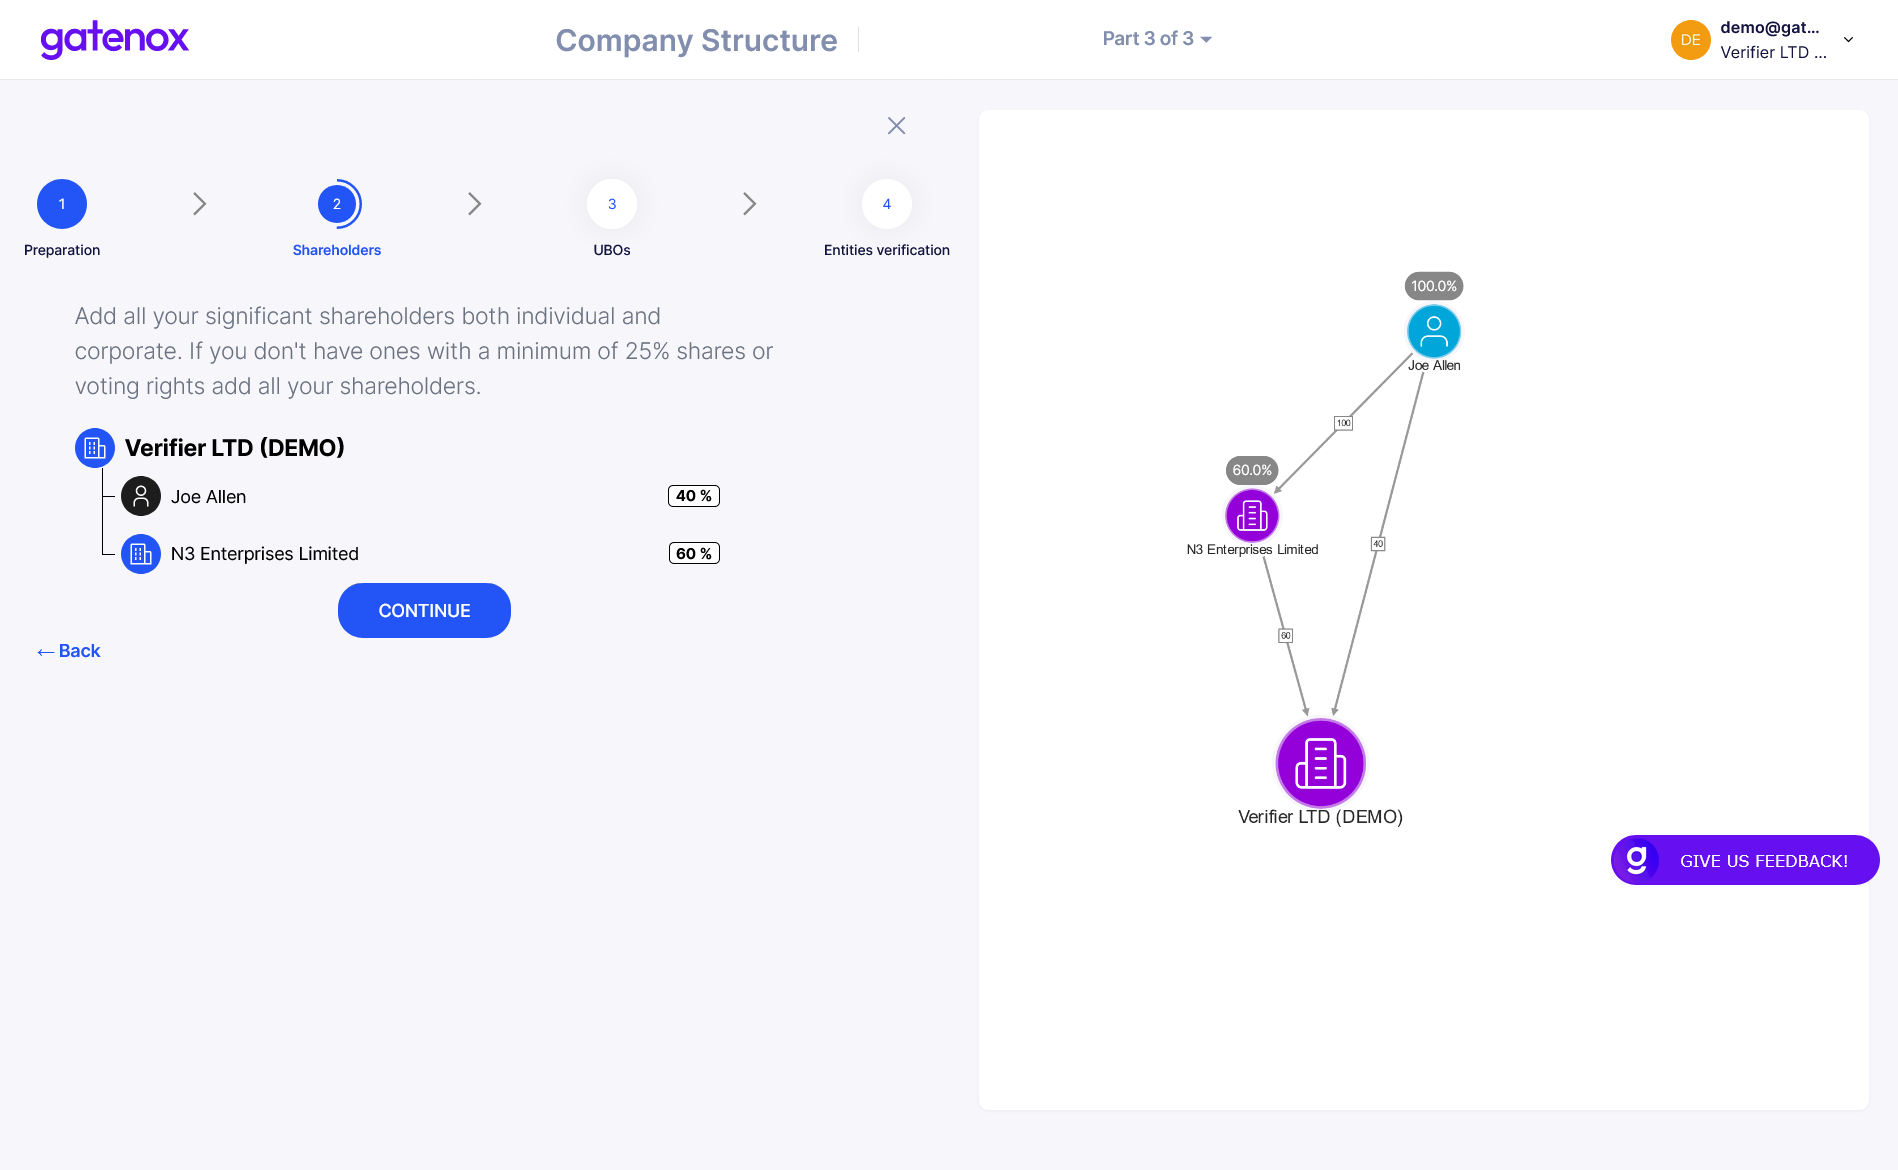 gatenox
Company Structure
Part 3 of 3
DE
demo@gat...
Verifier LTD ...
1
2
3
4
Preparation
Shareholders
UBOs
Entities verification
Add all your significant shareholders both individual and
corporate. If you don't have ones with a minimum of 25% shares or
voting rights add all your shareholders.
Verifier LTD (DEMO)
Joe Allen
40 %
N3 Enterprises Limited
60 %
CONTINUE
← Back
100.0%
Joe Allen
100
60.0%
N3 Enterprises Limited
40
60
Verifier LTD (DEMO)
g
GIVE US FEEDBACK!